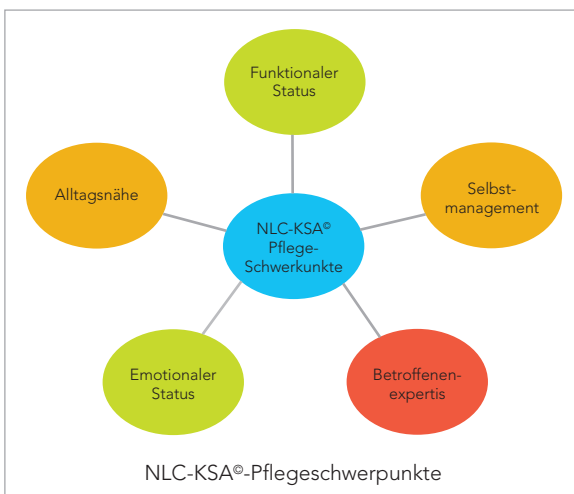 Funktionaler
Status
Alltagsnähe
Selbst-
management
NLC-KSA©
Pflege-
Schwerkunkte
Emotionaler
Status
Betroffenen-
expertis
NLC-KSA©-Pflegeschwerpunkte